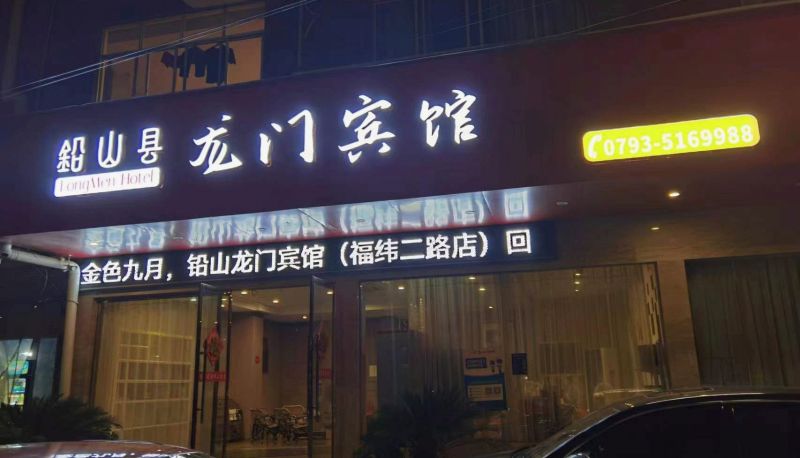 鉛山县 龙门宾馆
LongMen Hotel
0793-5169988
金色九月，铅山龙门宾馆（福纬二路店）回